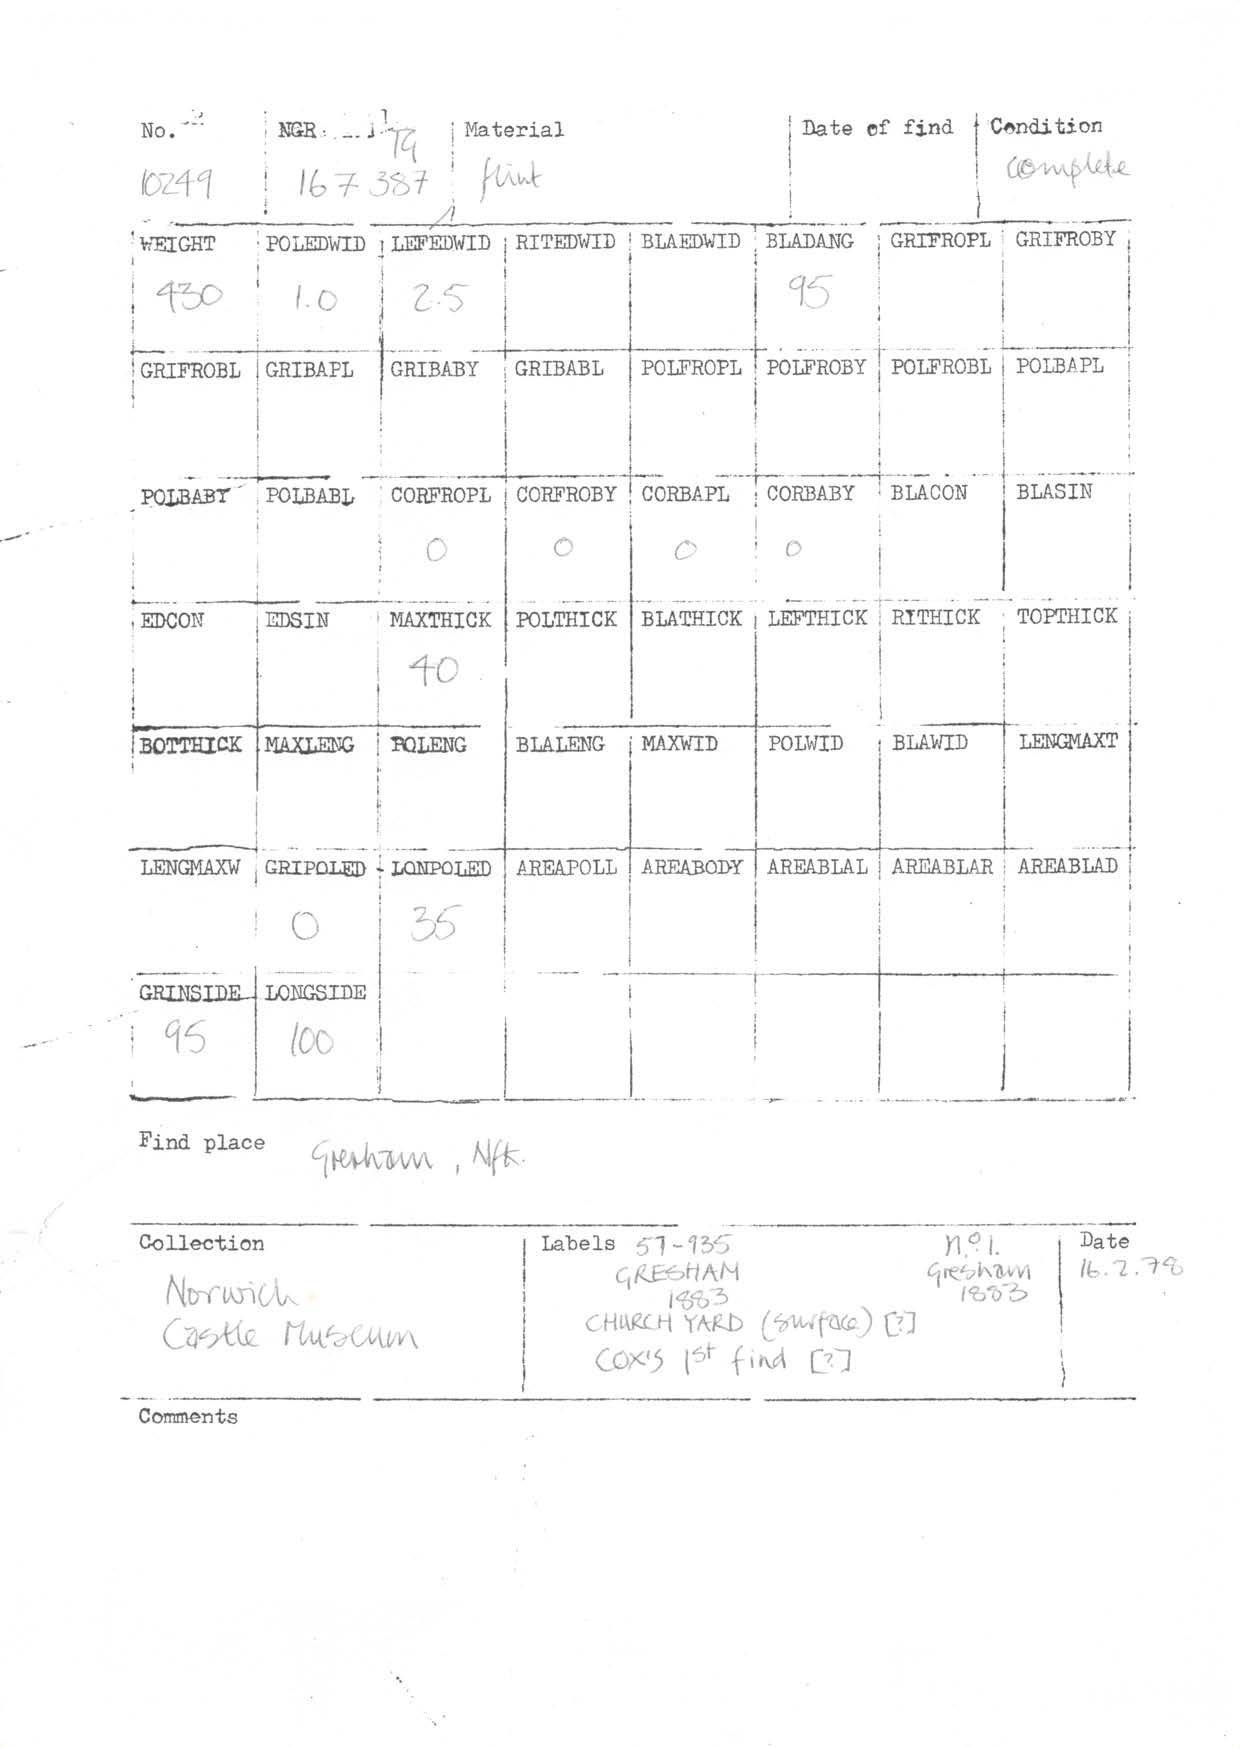 No. NGR Material Date of find Condition
10249 TG 167 387 flint complete
WEIGHT POLEDWID LEFEDWID RITEDWID BLAEDWID BLADANG GRIFROPL GRIFROBY
430 1.0 2.5 95
GRIFROBL GRIBAPL GRIBABY GRIBABL POLFROPL POLFROBY POLFROBL POLBAPL
POLBABY POLBABL CORFROPL CORFROBY CORBAPL CORBABY BLACON BLASIN
0 0 0 0
EDCON EDSIN MAXTHICK POLTHICK BLATHICK LEFTHICK RITHICK TOPTHICK
40
BOTTHICK MAXLENG POLENG BLALENG MAXWID POLWID BLAWID LENGMAXT
LENGMAXW GRIPOLED LONPOLED AREAPOLL AREABODY AREABLAL AREABLAR AREABLAD
0 35
GRINSIDE LONGSIDE
95 100
Find place Gresham, Nfk.
Collection
Norwich
Castle Museum
Labels 57-935
GRESHAM
1883
CHURCH YARD (surface) [?]
COX'S 1st find [?]
No. 1.
Gresham
1883
Date
16.2.78
Comments